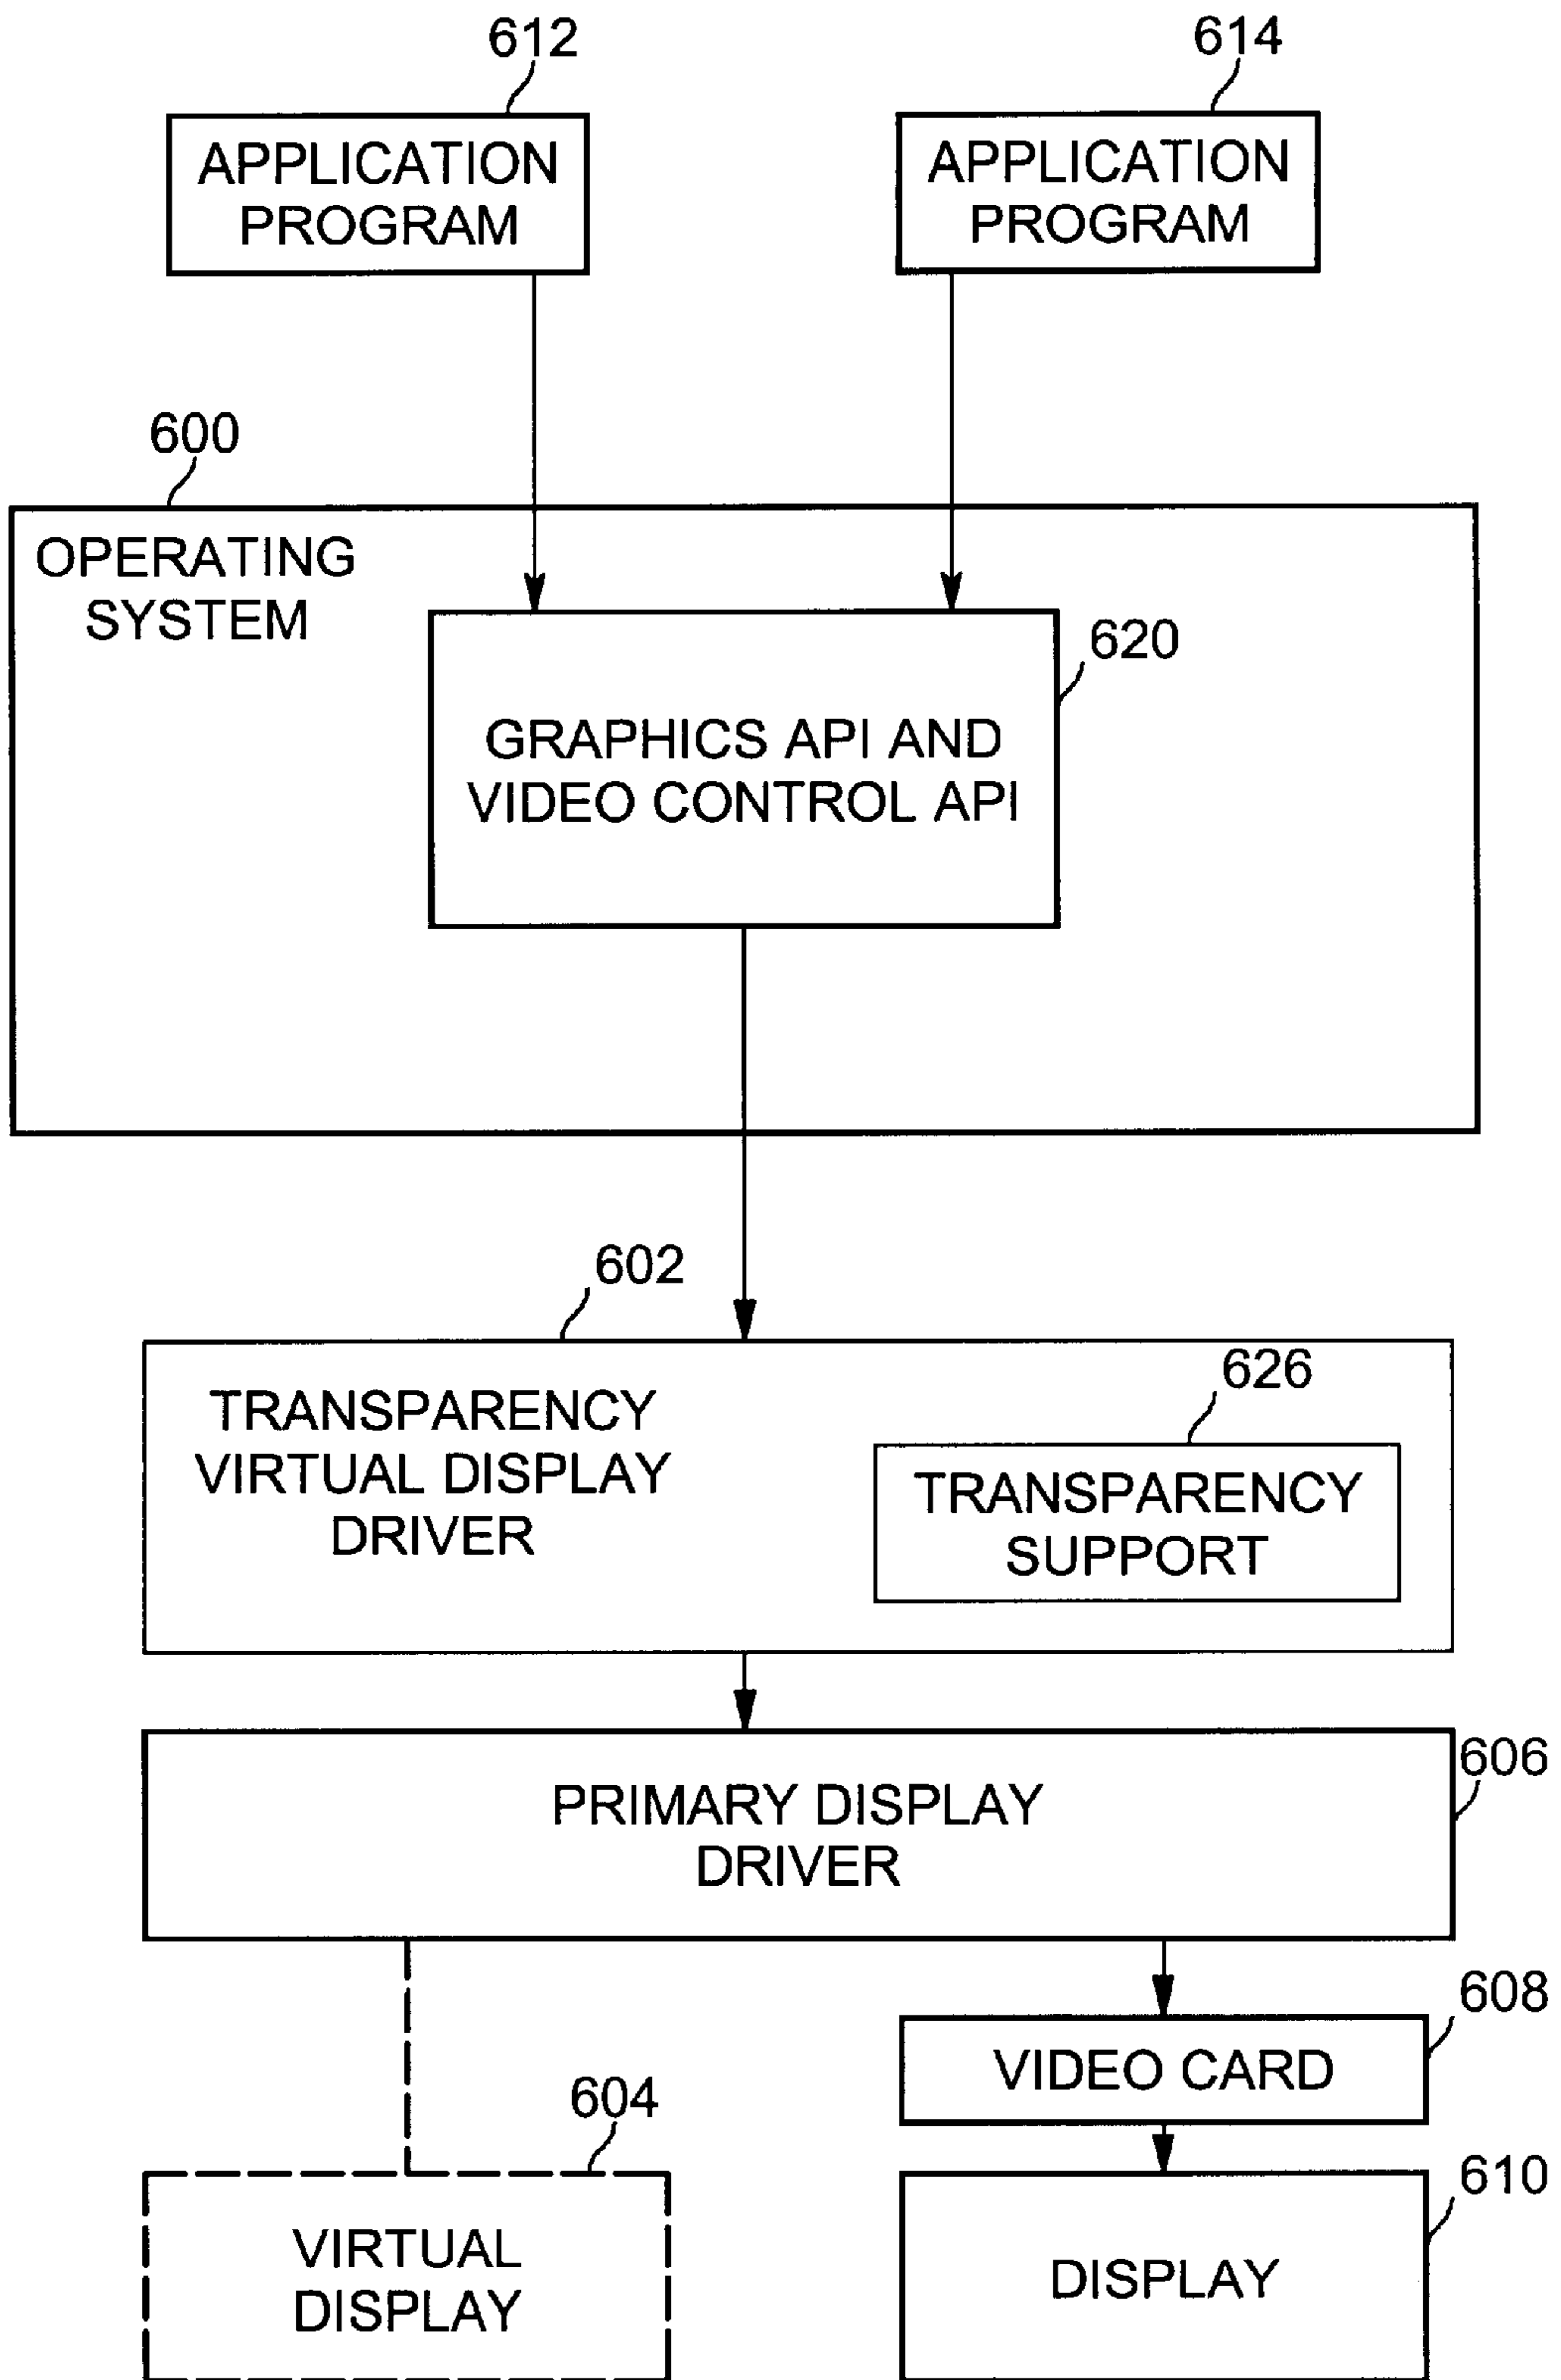 612
614
APPLICATION
PROGRAM
APPLICATION
PROGRAM
600
OPERATING
SYSTEM
620
GRAPHICS API AND
VIDEO CONTROL API
602
626
TRANSPARENCY
VIRTUAL DISPLAY
DRIVER
TRANSPARENCY
SUPPORT
606
PRIMARY DISPLAY
DRIVER
608
VIDEO CARD
604
610
VIRTUAL
DISPLAY
DISPLAY